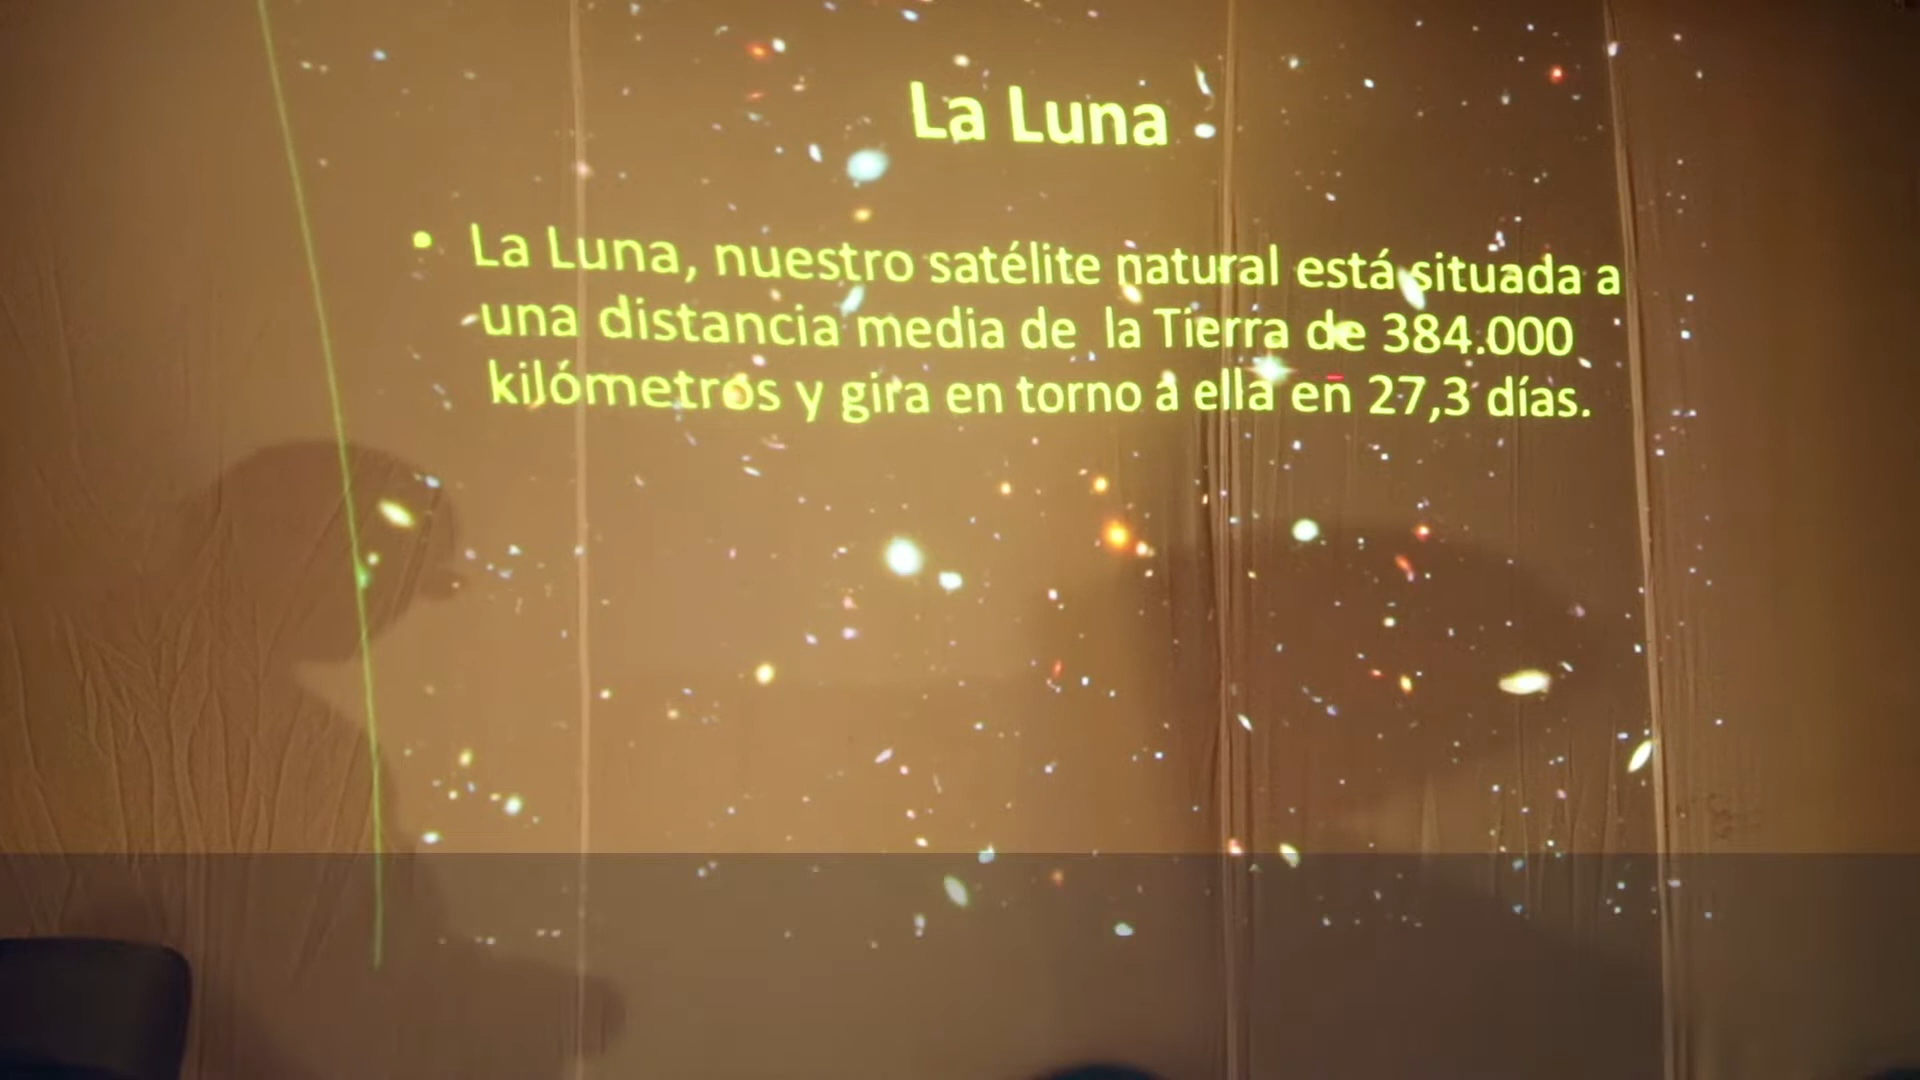 La Luna
• La Luna, nuestro satélite natural está situada a
una distancia media de la Tierra de 384.000
kilómetros y gira en torno a ella en 27,3 días.